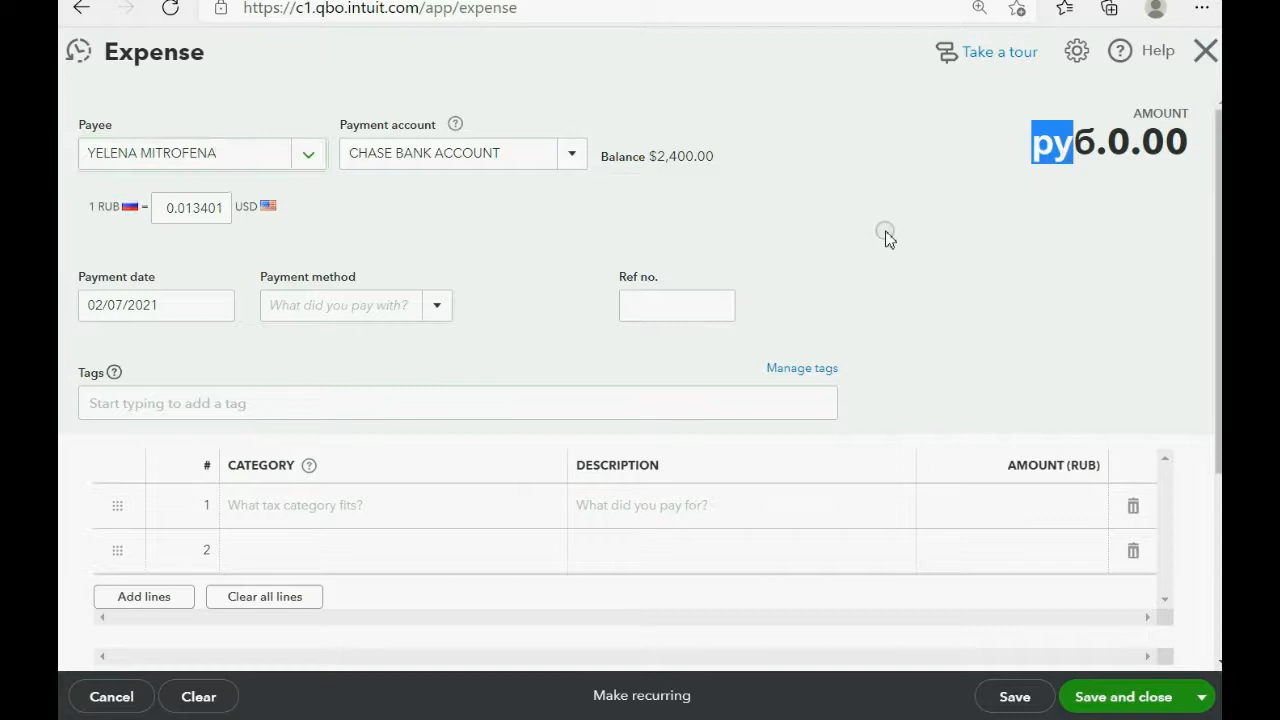 https://c1.qbo.intuit.com/app/expense
Expense
Take a tour
Help
Payee
Payment account
AMOUNT
YELENA MITROFENA
CHASE BANK ACCOUNT
Balance $2,400.00
руб.0.00
1 RUB = 0.013401 USD
Payment date
Payment method
Ref no.
02/07/2021
What did you pay with?
Tags
Manage tags
Start typing to add a tag
# CATEGORY DESCRIPTION AMOUNT (RUB)
1 What tax category fits? What did you pay for?
2
Add lines
Clear all lines
Cancel
Clear
Make recurring
Save
Save and close